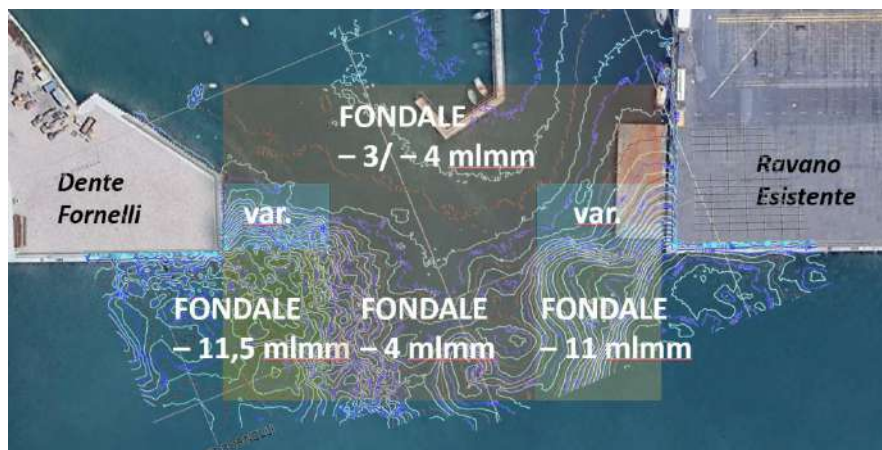 FONDALE
– 3/ – 4 mlmm
Dente
Fornelli
Ravano
Esistente
var.
var.
FONDALE
– 11,5 mlmm
FONDALE
– 4 mlmm
FONDALE
– 11 mlmm